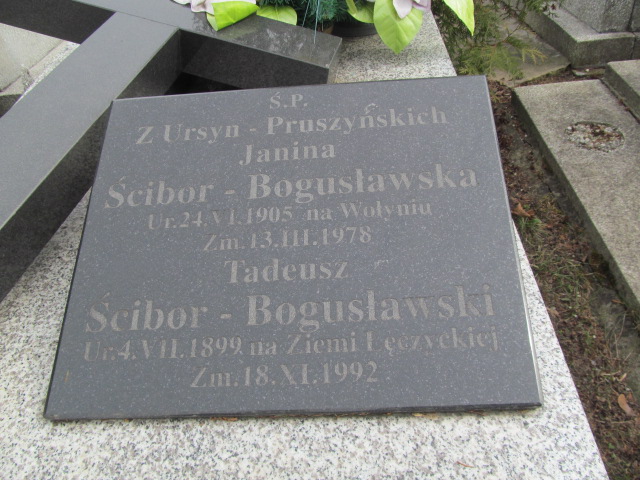 Ś.P.
Z Ursyn - Pruszyńskich
Janina
Ścibor - Bogusławska
Ur.24.VI.1905 na Wołyniu
Zm.13.III.1978
Tadeusz
Ścibor - Bogusławski
Ur.4.VII.1899 na Ziemi Łęczyckiej
Zm.18.XI.1992